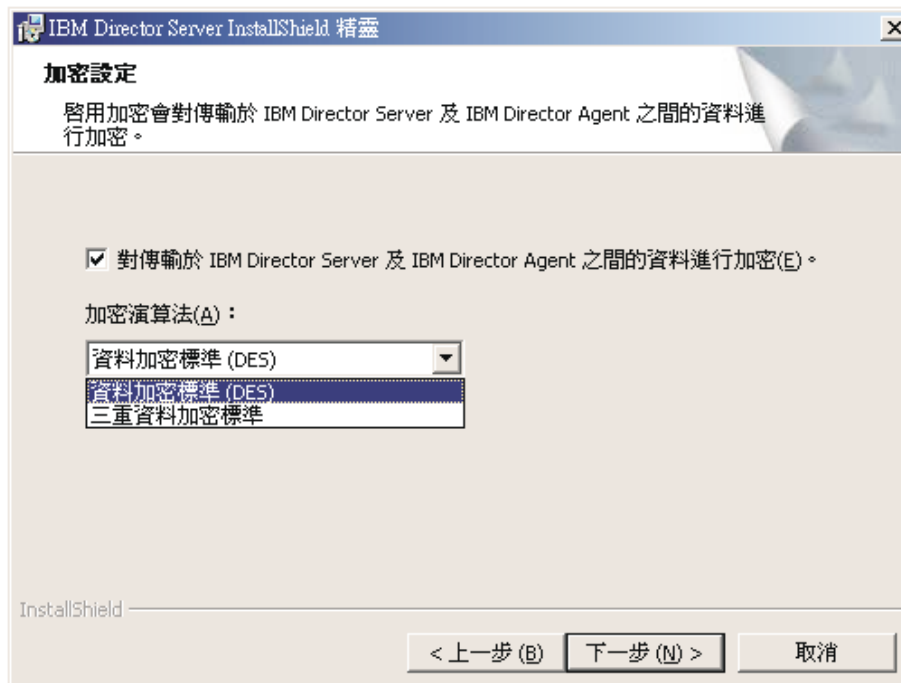 IBM Director Server InstallShield 精靈
加密設定
啓用加密會對傳輸於 IBM Director Server 及 IBM Director Agent 之間的資料進
行加密。
對傳輸於 IBM Director Server 及 IBM Director Agent 之間的資料進行加密(E)。
加密演算法(A)：
資料加密標準 (DES)
資料加密標準 (DES)
三重資料加密標準
InstallShield
< 上一步 (B)
下一步 (N) >
取消